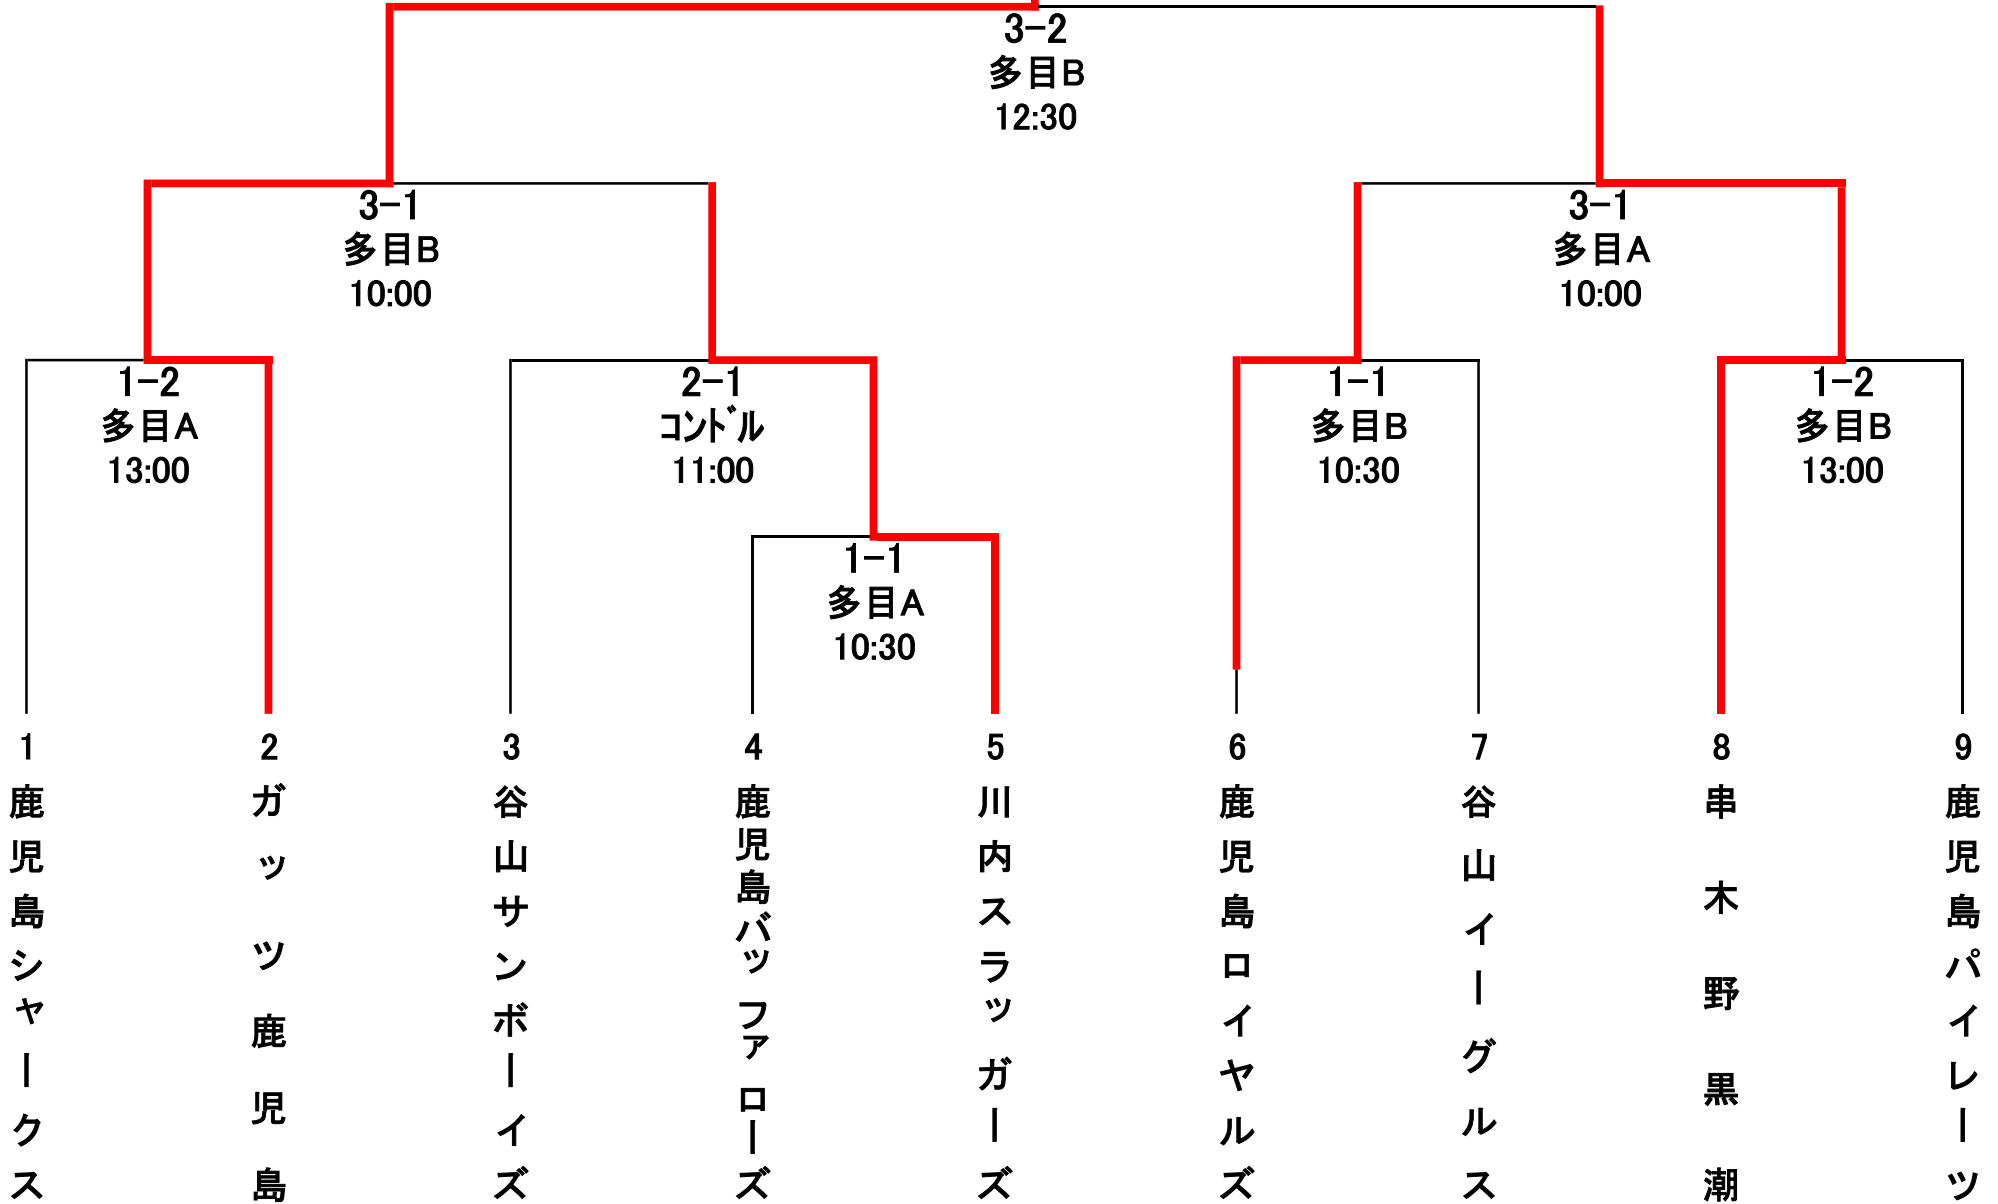 3-2
多目B
12:30
3-1
多目B
10:00
3-1
多目A
10:00
1-2
多目A
13:00
2-1
コンドル
11:00
1-1
多目B
10:30
1-2
多目B
13:00
1-1
多目A
10:30
1
鹿児島シャークス
2
ガッツ鹿児島
3
谷山サンボーイズ
4
鹿児島バッファローズ
5
川内スラッガーズ
6
鹿児島ロイヤルズ
7
谷山イーグルス
8
串木野黒潮
9
鹿児島パイレーツ